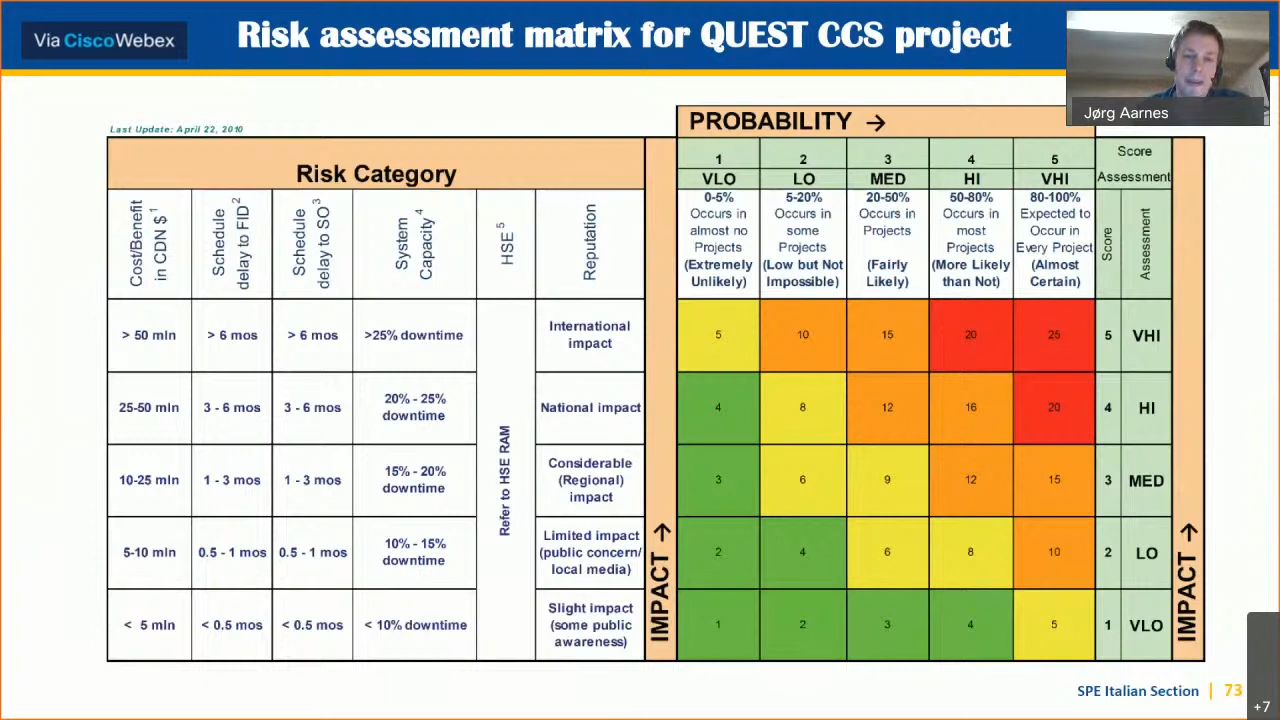 Via CiscoWebex
Risk assessment matrix for QUEST CCS project
Jørg Aarnes
Last Update: April 22, 2010
PROBABILITY →
Risk Category
1 2 3 4 5
Score
Assessment
VLO LO MED HI VHI
Cost/Benefit in CDN $ 1
Schedule delay to FID 2
Schedule delay to SO 3
System Capacity 4
HSE 5
Reputation
0-5%
Occurs in
almost no
Projects
(Extremely
Unlikely)
5-20%
Occurs in
some
Projects
(Low but Not
Impossible)
20-50%
Occurs in
Projects
(Fairly
Likely)
50-80%
Occurs in
most
Projects
(More Likely
than Not)
80-100%
Expected to
Occur in
Every Project
(Almost
Certain)
Score
Assessment
> 50 mln > 6 mos > 6 mos >25% downtime
International
impact
5 10 15 20 25 5 VHI
25-50 mln 3 - 6 mos 3 - 6 mos
20% - 25%
downtime
National impact
4 8 12 16 20 4 HI
Refer to HSE RAM
10-25 mln 1 - 3 mos 1 - 3 mos
15% - 20%
downtime
Considerable
(Regional)
impact
3 6 9 12 15 3 MED
5-10 mln 0.5 - 1 mos 0.5 - 1 mos
10% - 15%
downtime
Limited impact
(public concern/
local media)
2 4 6 8 10 2 LO
< 5 mln < 0.5 mos < 0.5 mos < 10% downtime
Slight impact
(some public
awareness)
1 2 3 4 5 1 VLO
IMPACT →
IMPACT →
SPE Italian Section | 73
+7